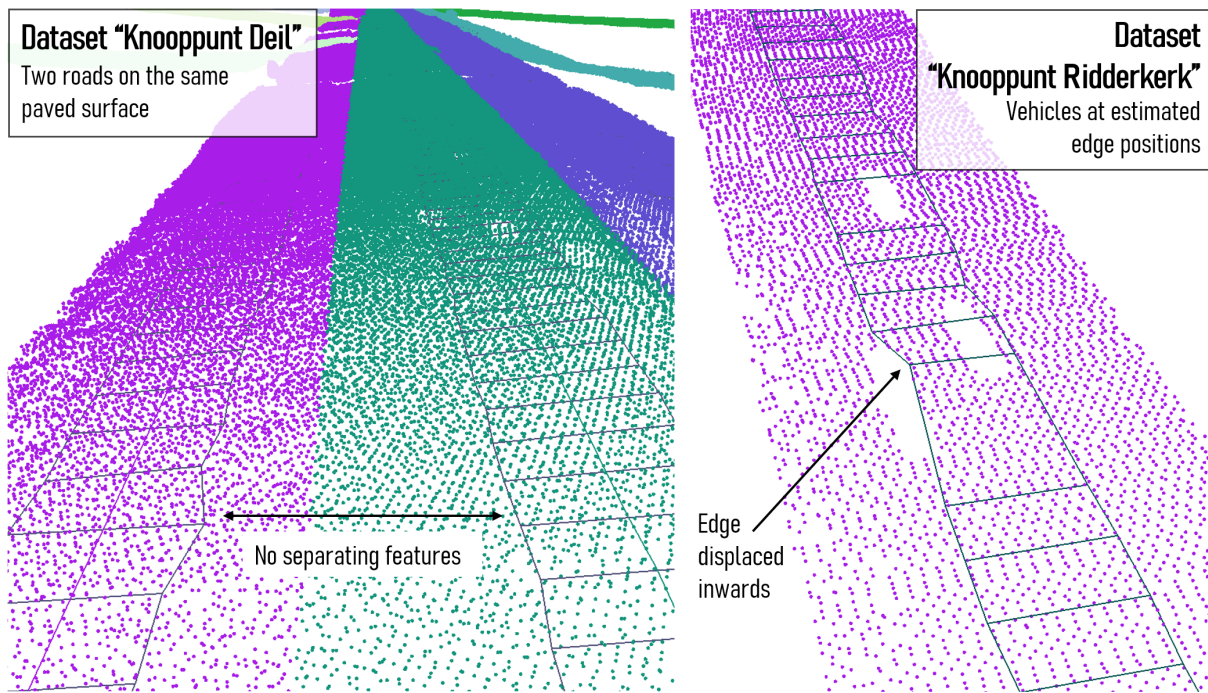 Dataset “Knooppunt Deil”
Two roads on the same
paved surface
No separating features
Dataset
“Knooppunt Ridderkerk”
Vehicles at estimated
edge positions
Edge
displaced
inwards